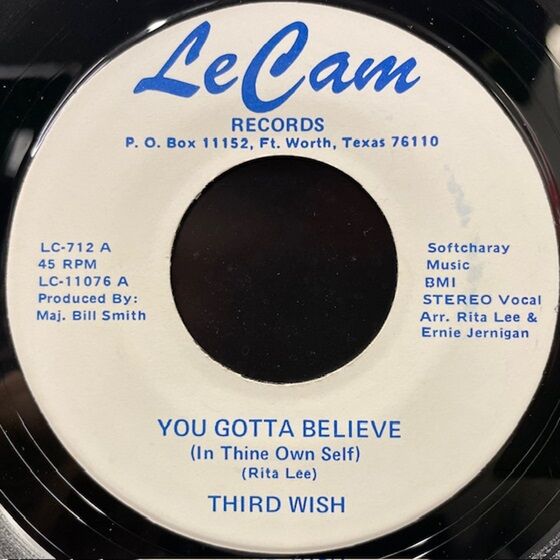 LeCam
RECORDS
P. O. Box 11152, Ft. Worth, Texas 76110
LC-712 A
45 RPM
LC-11076 A
Produced By:
Maj. Bill Smith
Softcharay
Music
BMI
STEREO Vocal
Arr. Rita Lee &
Ernie Jernigan
YOU GOTTA BELIEVE
(In Thine Own Self)
(Rita Lee)
THIRD WISH